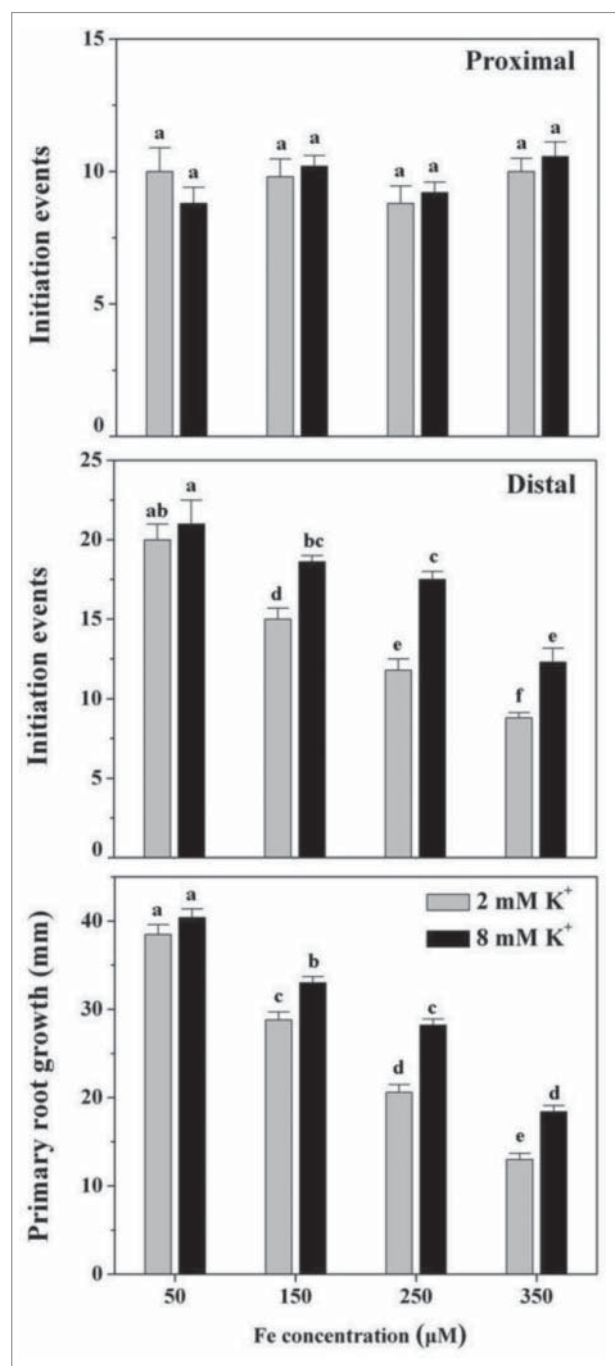 15
Proximal
a
a
a
a
a
a
a
a
10
5
0
Initiation events
25
Distal
ab
a
20
bc
c
d
15
e
e
10
f
5
0
Initiation events
a
a
2 mM K⁺
8 mM K⁺
40
b
c
c
30
d
d
20
e
10
0
Primary root growth (mm)
50 150 250 350
Fe concentration (μM)